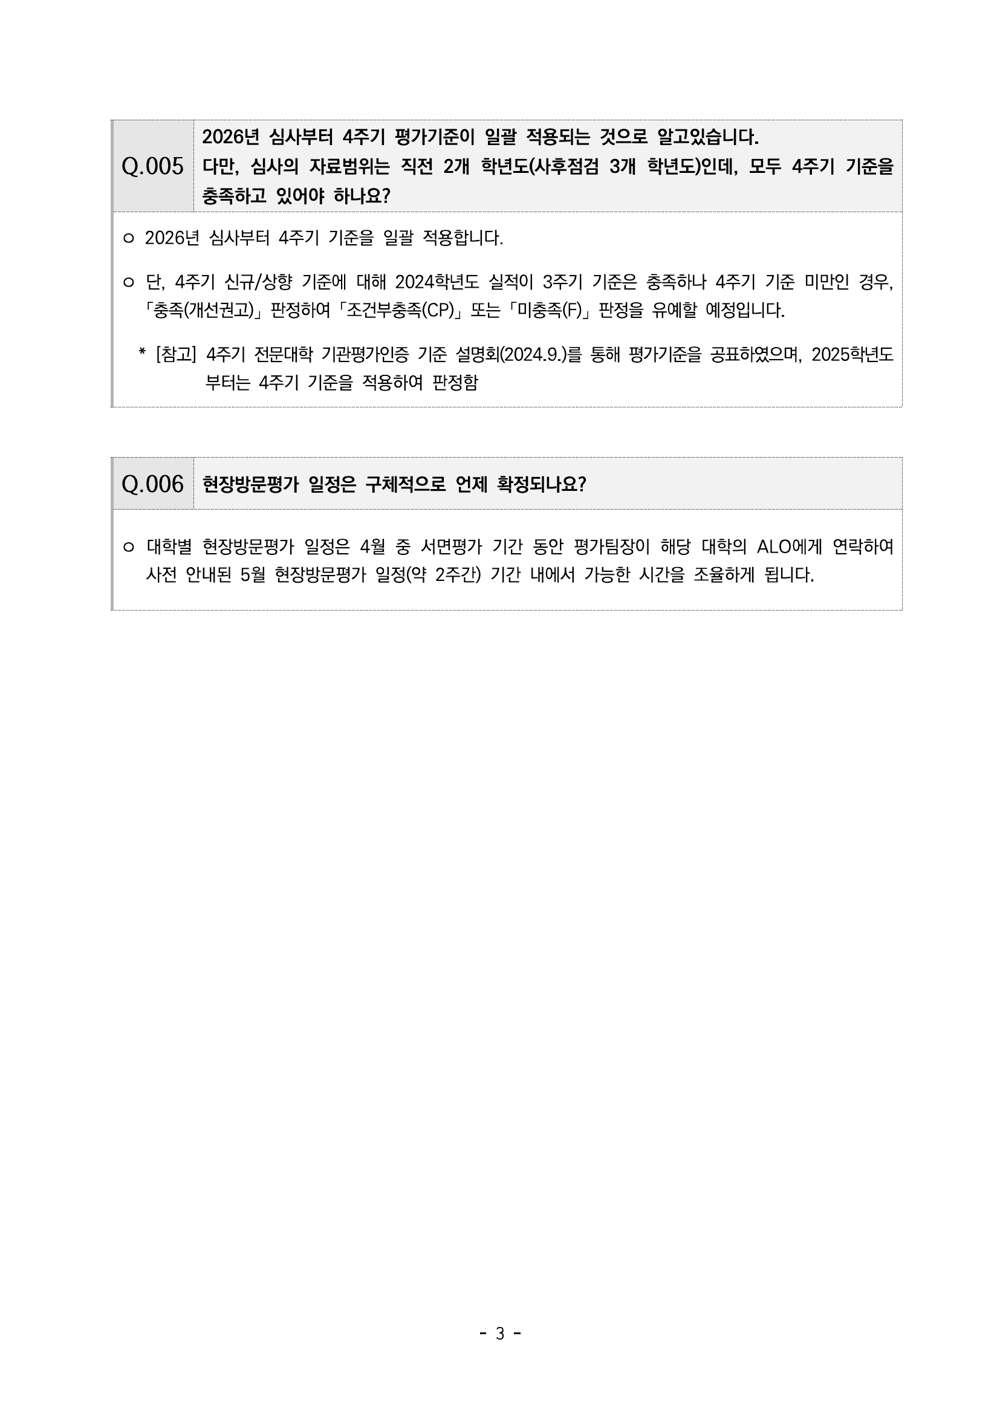 Q.005
2026년 심사부터 4주기 평가기준이 일괄 적용되는 것으로 알고있습니다.
다만, 심사의 자료범위는 직전 2개 학년도(사후점검 3개 학년도)인데, 모두 4주기 기준을
충족하고 있어야 하나요?
ㅇ 2026년 심사부터 4주기 기준을 일괄 적용합니다.
ㅇ 단, 4주기 신규/상향 기준에 대해 2024학년도 실적이 3주기 기준은 충족하나 4주기 기준 미만인 경우,
「충족(개선권고)」 판정하여 「조건부충족(CP)」 또는 「미충족(F)」 판정을 유예할 예정입니다.
* [참고] 4주기 전문대학 기관평가인증 기준 설명회(2024.9.)를 통해 평가기준을 공표하였으며, 2025학년도
부터는 4주기 기준을 적용하여 판정함
Q.006
현장방문평가 일정은 구체적으로 언제 확정되나요?
ㅇ 대학별 현장방문평가 일정은 4월 중 서면평가 기간 동안 평가팀장이 해당 대학의 ALO에게 연락하여
사전 안내된 5월 현장방문평가 일정(약 2주간) 기간 내에서 가능한 시간을 조율하게 됩니다.
- 3 -